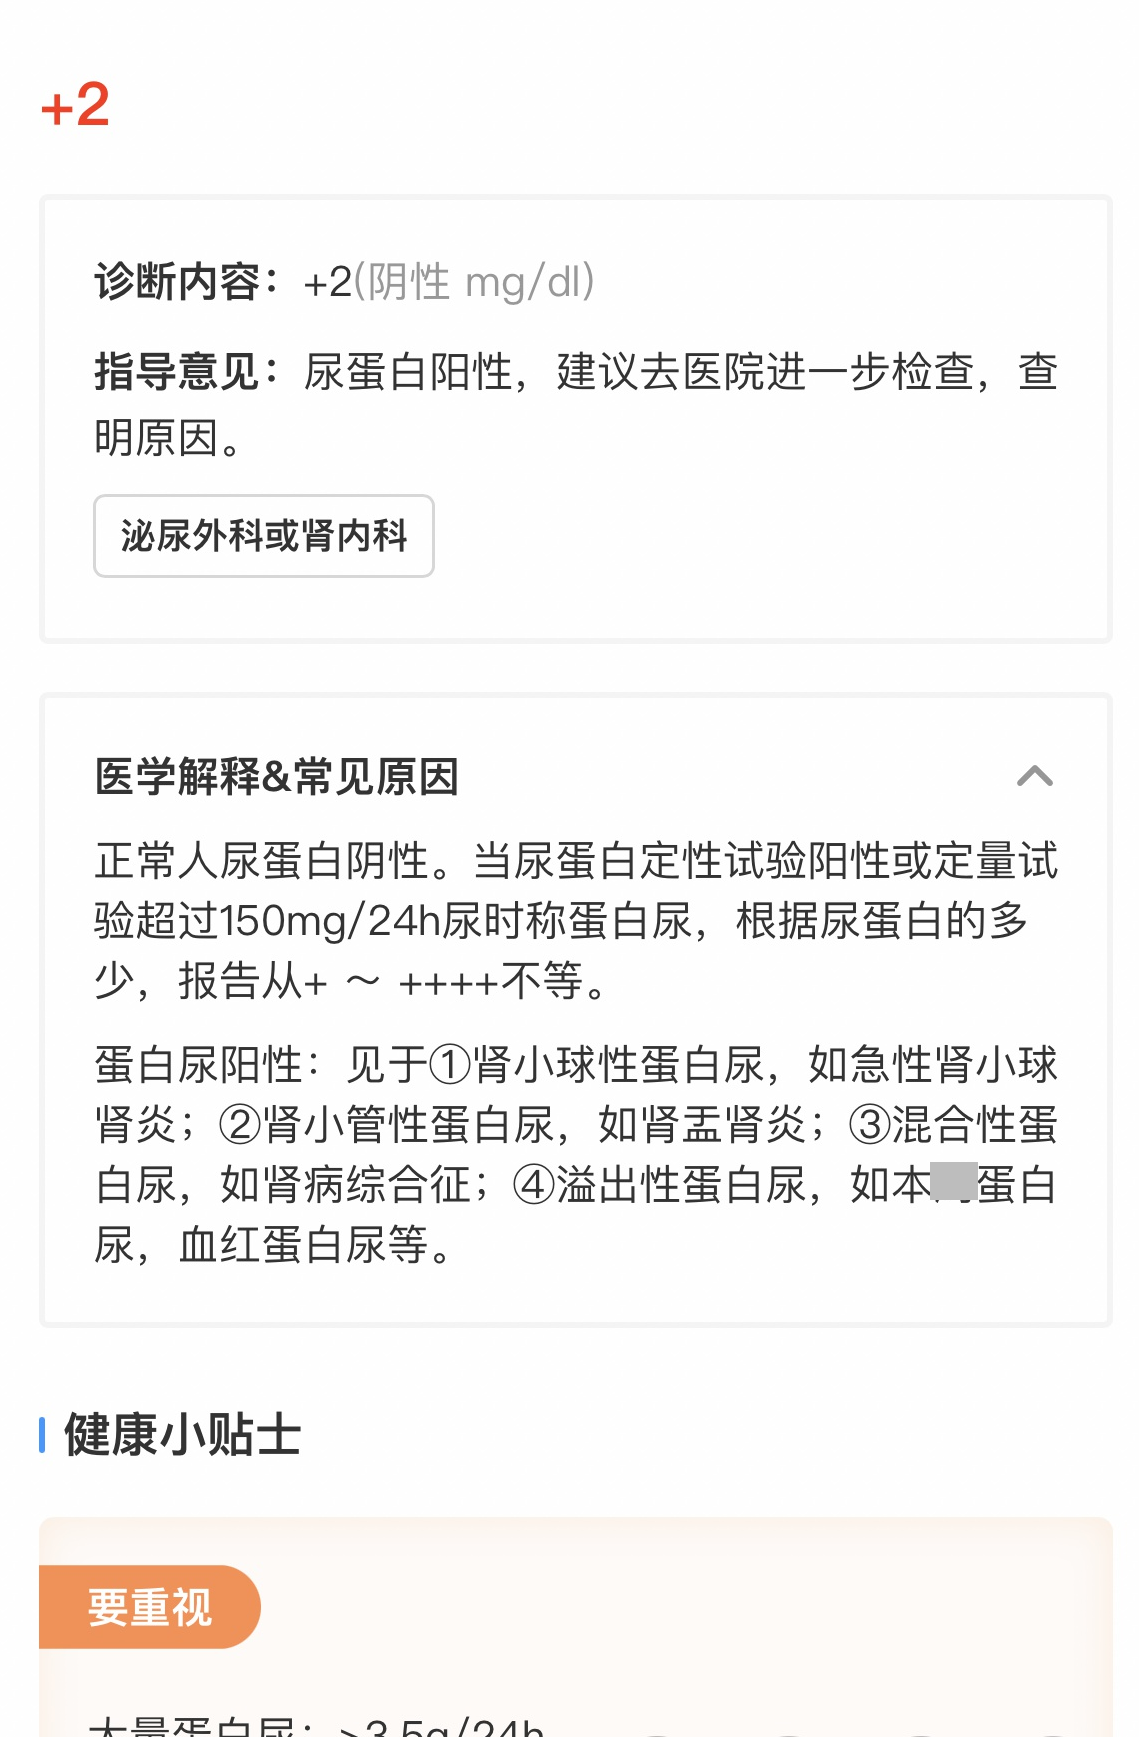 +2
诊断内容：+2(阴性 mg/dl)
指导意见：尿蛋白阳性，建议去医院进一步检查，查
明原因。
泌尿外科或肾内科
医学解释&常见原因
正常人尿蛋白阴性。当尿蛋白定性试验阳性或定量试
验超过150mg/24h尿时称蛋白尿，根据尿蛋白的多
少，报告从+ ～ ++++不等。
蛋白尿阳性：见于①肾小球性蛋白尿，如急性肾小球
肾炎；②肾小管性蛋白尿，如肾盂肾炎；③混合性蛋
白尿，如肾病综合征；④溢出性蛋白尿，如本蛋白
尿，血红蛋白尿等。
健康小贴士
要重视
大量蛋白尿：>3.5g/24h